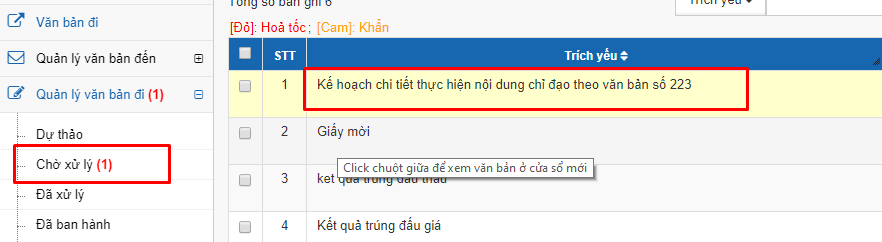 Tổng số bản ghi 6
Trích yếu
[Đỏ]: Hoả tốc; [Cam]: Khẩn
Văn bản đi
Quản lý văn bản đến
Quản lý văn bản đi (1)
Dự thảo
Chờ xử lý (1)
Đã xử lý
Đã ban hành
STT Trích yếu
1 Kế hoạch chi tiết thực hiện nội dung chỉ đạo theo văn bản số 223
2 Giấy mời
Click chuột giữa để xem văn bản ở cửa sổ mới
3 ket quả trúng đấu thầu
4 Kết quả trúng đấu giá